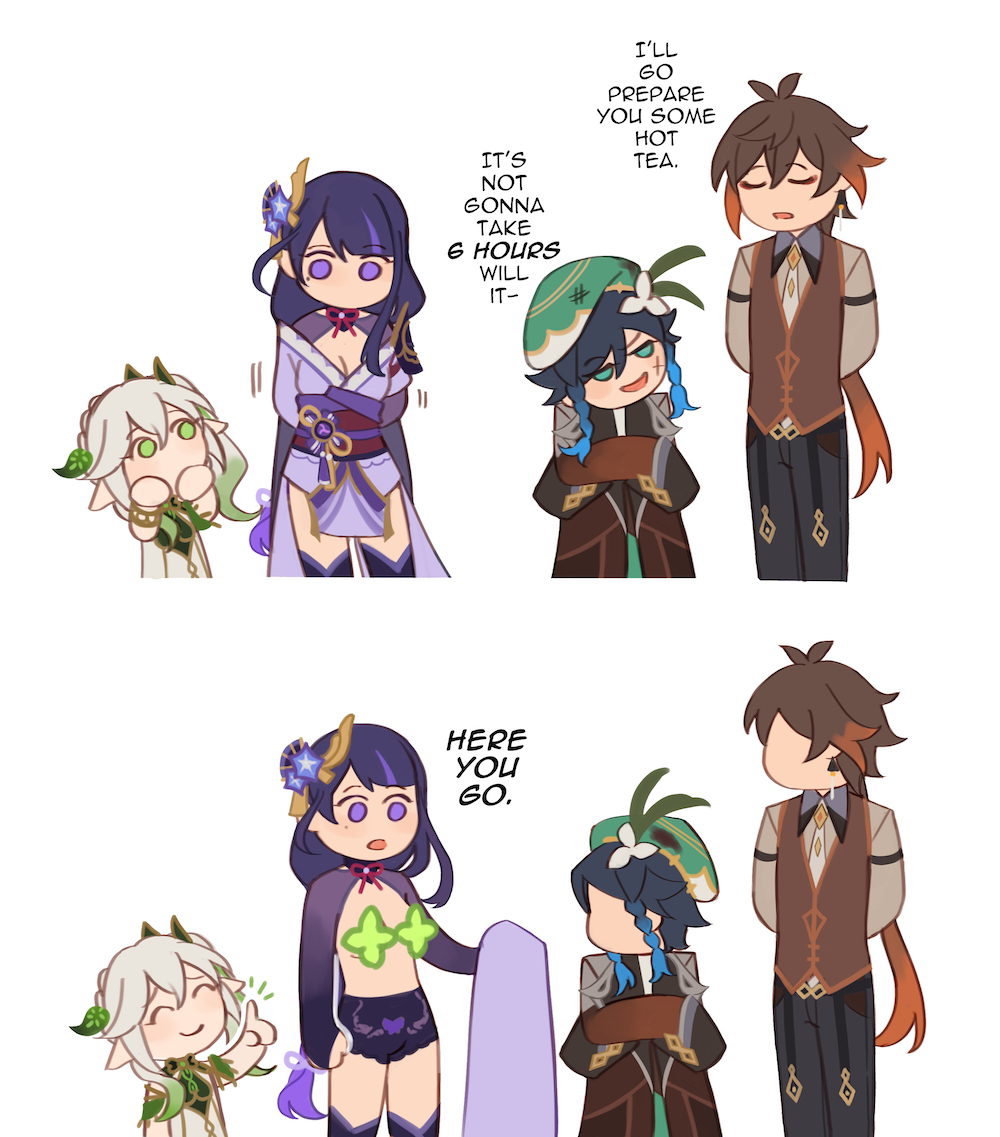 I'LL
GO
PREPARE
YOU SOME
HOT
TEA.
IT'S
NOT
GONNA
TAKE
6 HOURS
WILL
IT-
HERE
YOU
GO.